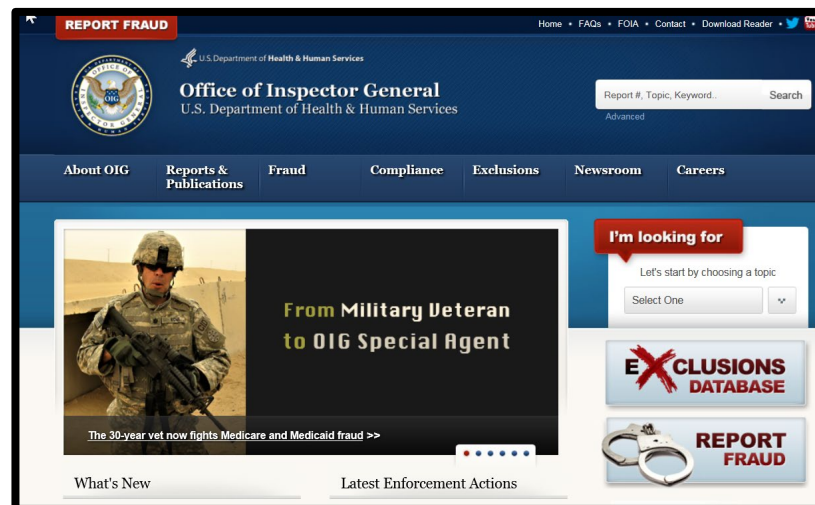 REPORT FRAUD
Home • FAQs • FOIA • Contact • Download Reader •
U.S. Department of Health & Human Services
Office of Inspector General
U.S. Department of Health & Human Services
OIG
Report #, Topic, Keyword.. Search
Advanced
About OIG
Reports & Publications
Fraud
Compliance
Exclusions
Newsroom
Careers
I'm looking for
Let's start by choosing a topic
Select One
From Military Veteran
to OIG Special Agent
The 30-year vet now fights Medicare and Medicaid fraud >>
EXCLUSIONS
DATABASE
REPORT
FRAUD
What's New
Latest Enforcement Actions